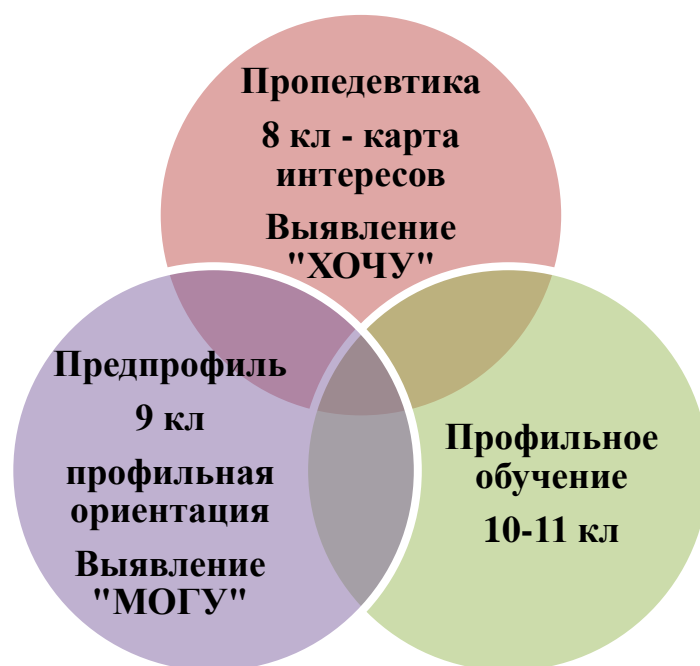 Пропедевтика
8 кл - карта
интересов
Выявление
"ХОЧУ"
Предпрофиль
9 кл
профильная
ориентация
Выявление
"МОГУ"
Профильное
обучение
10-11 кл